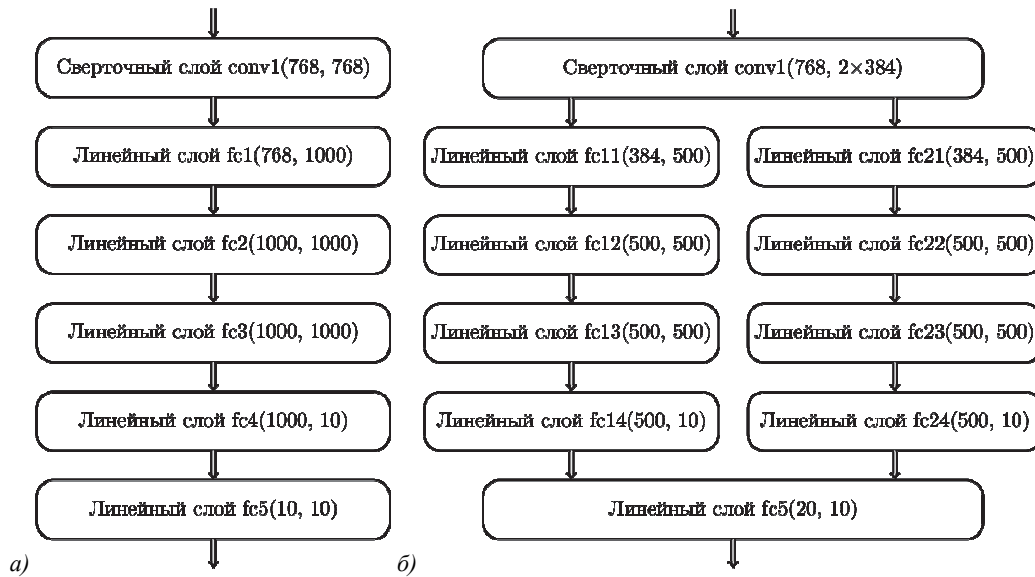 Сверточный слой conv1(768, 768)
Линейный слой fc1(768, 1000)
Линейный слой fc2(1000, 1000)
Линейный слой fc3(1000, 1000)
Линейный слой fc4(1000, 10)
Линейный слой fc5(10, 10)
а)
Сверточный слой conv1(768, 2×384)
Линейный слой fc11(384, 500)
Линейный слой fc21(384, 500)
Линейный слой fc12(500, 500)
Линейный слой fc22(500, 500)
Линейный слой fc13(500, 500)
Линейный слой fc23(500, 500)
Линейный слой fc14(500, 10)
Линейный слой fc24(500, 10)
Линейный слой fc5(20, 10)
б)